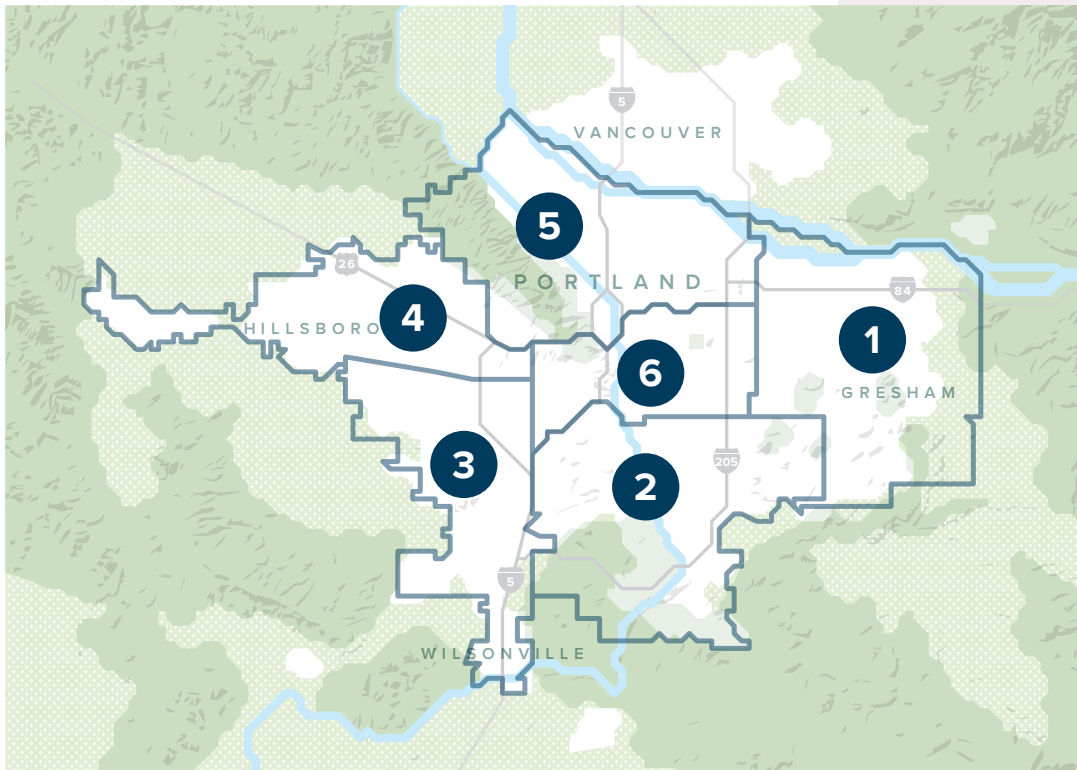 5
VANCOUVER
5
26
PORTLAND
84
4
HILLSBORO
1
6
GRESHAM
3
205
2
5
WILSONVILLE